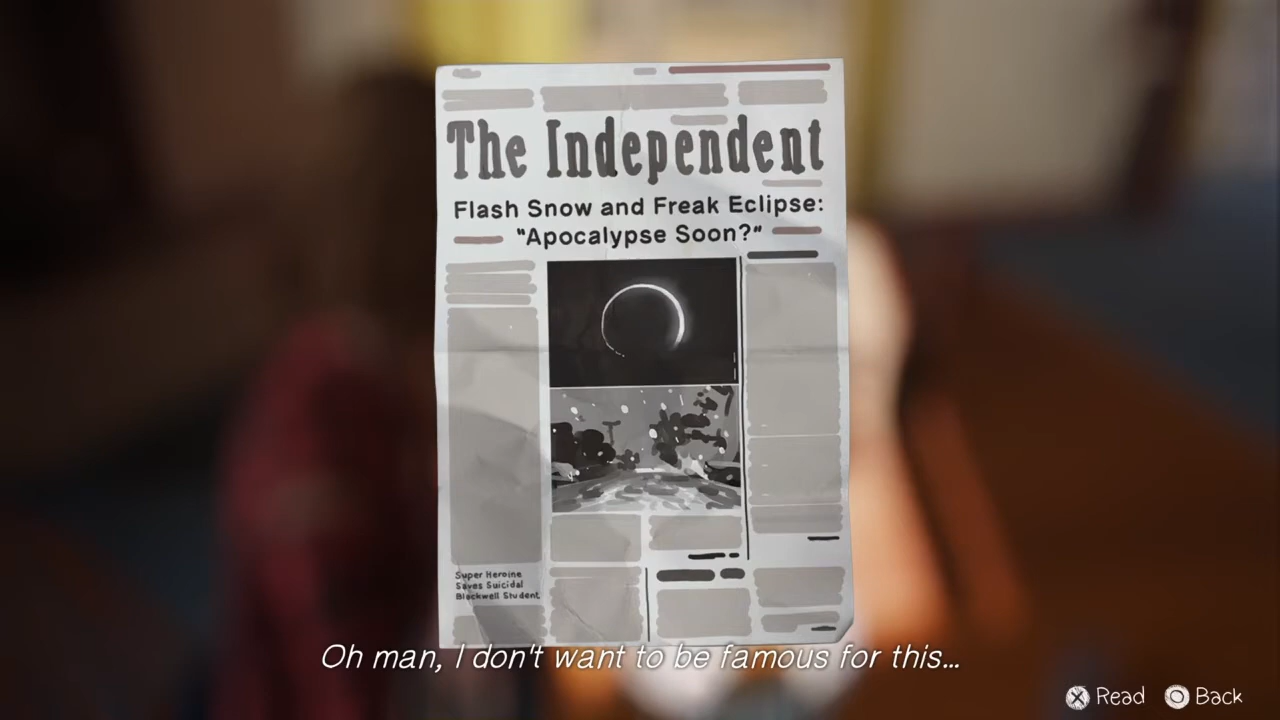 The Independent
Flash Snow and Freak Eclipse:
"Apocalypse Soon?"
Super Heroine
Saves Suicidal
Blackwell Student
Oh man, I don't want to be famous for this...
Read Back